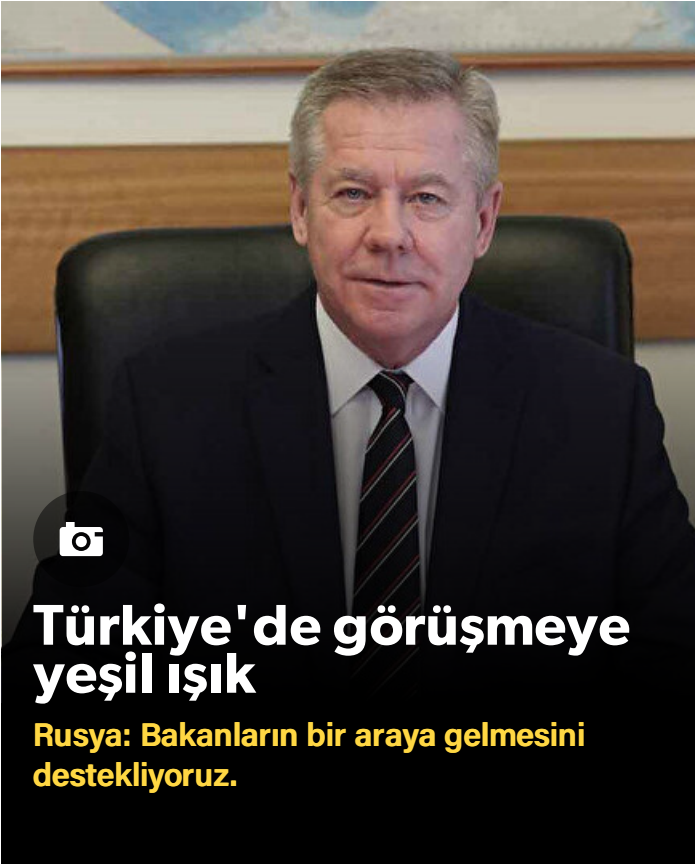 Türkiye'de görüşmeye
yeşil ışık
Rusya: Bakanların bir araya gelmesini
destekliyoruz.